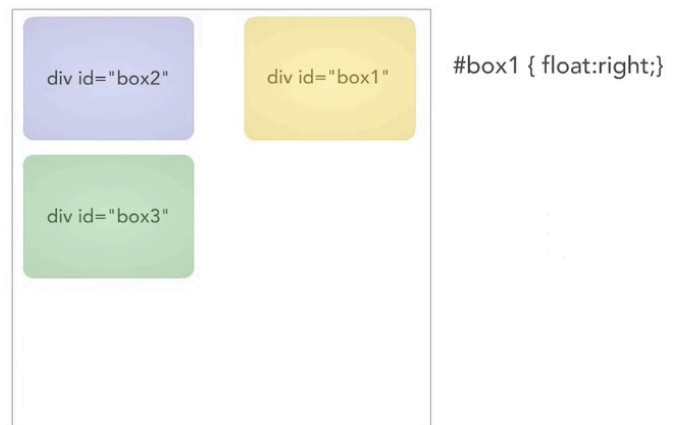 div id="box2"
div id="box1"
#box1 { float:right;}
div id="box3"